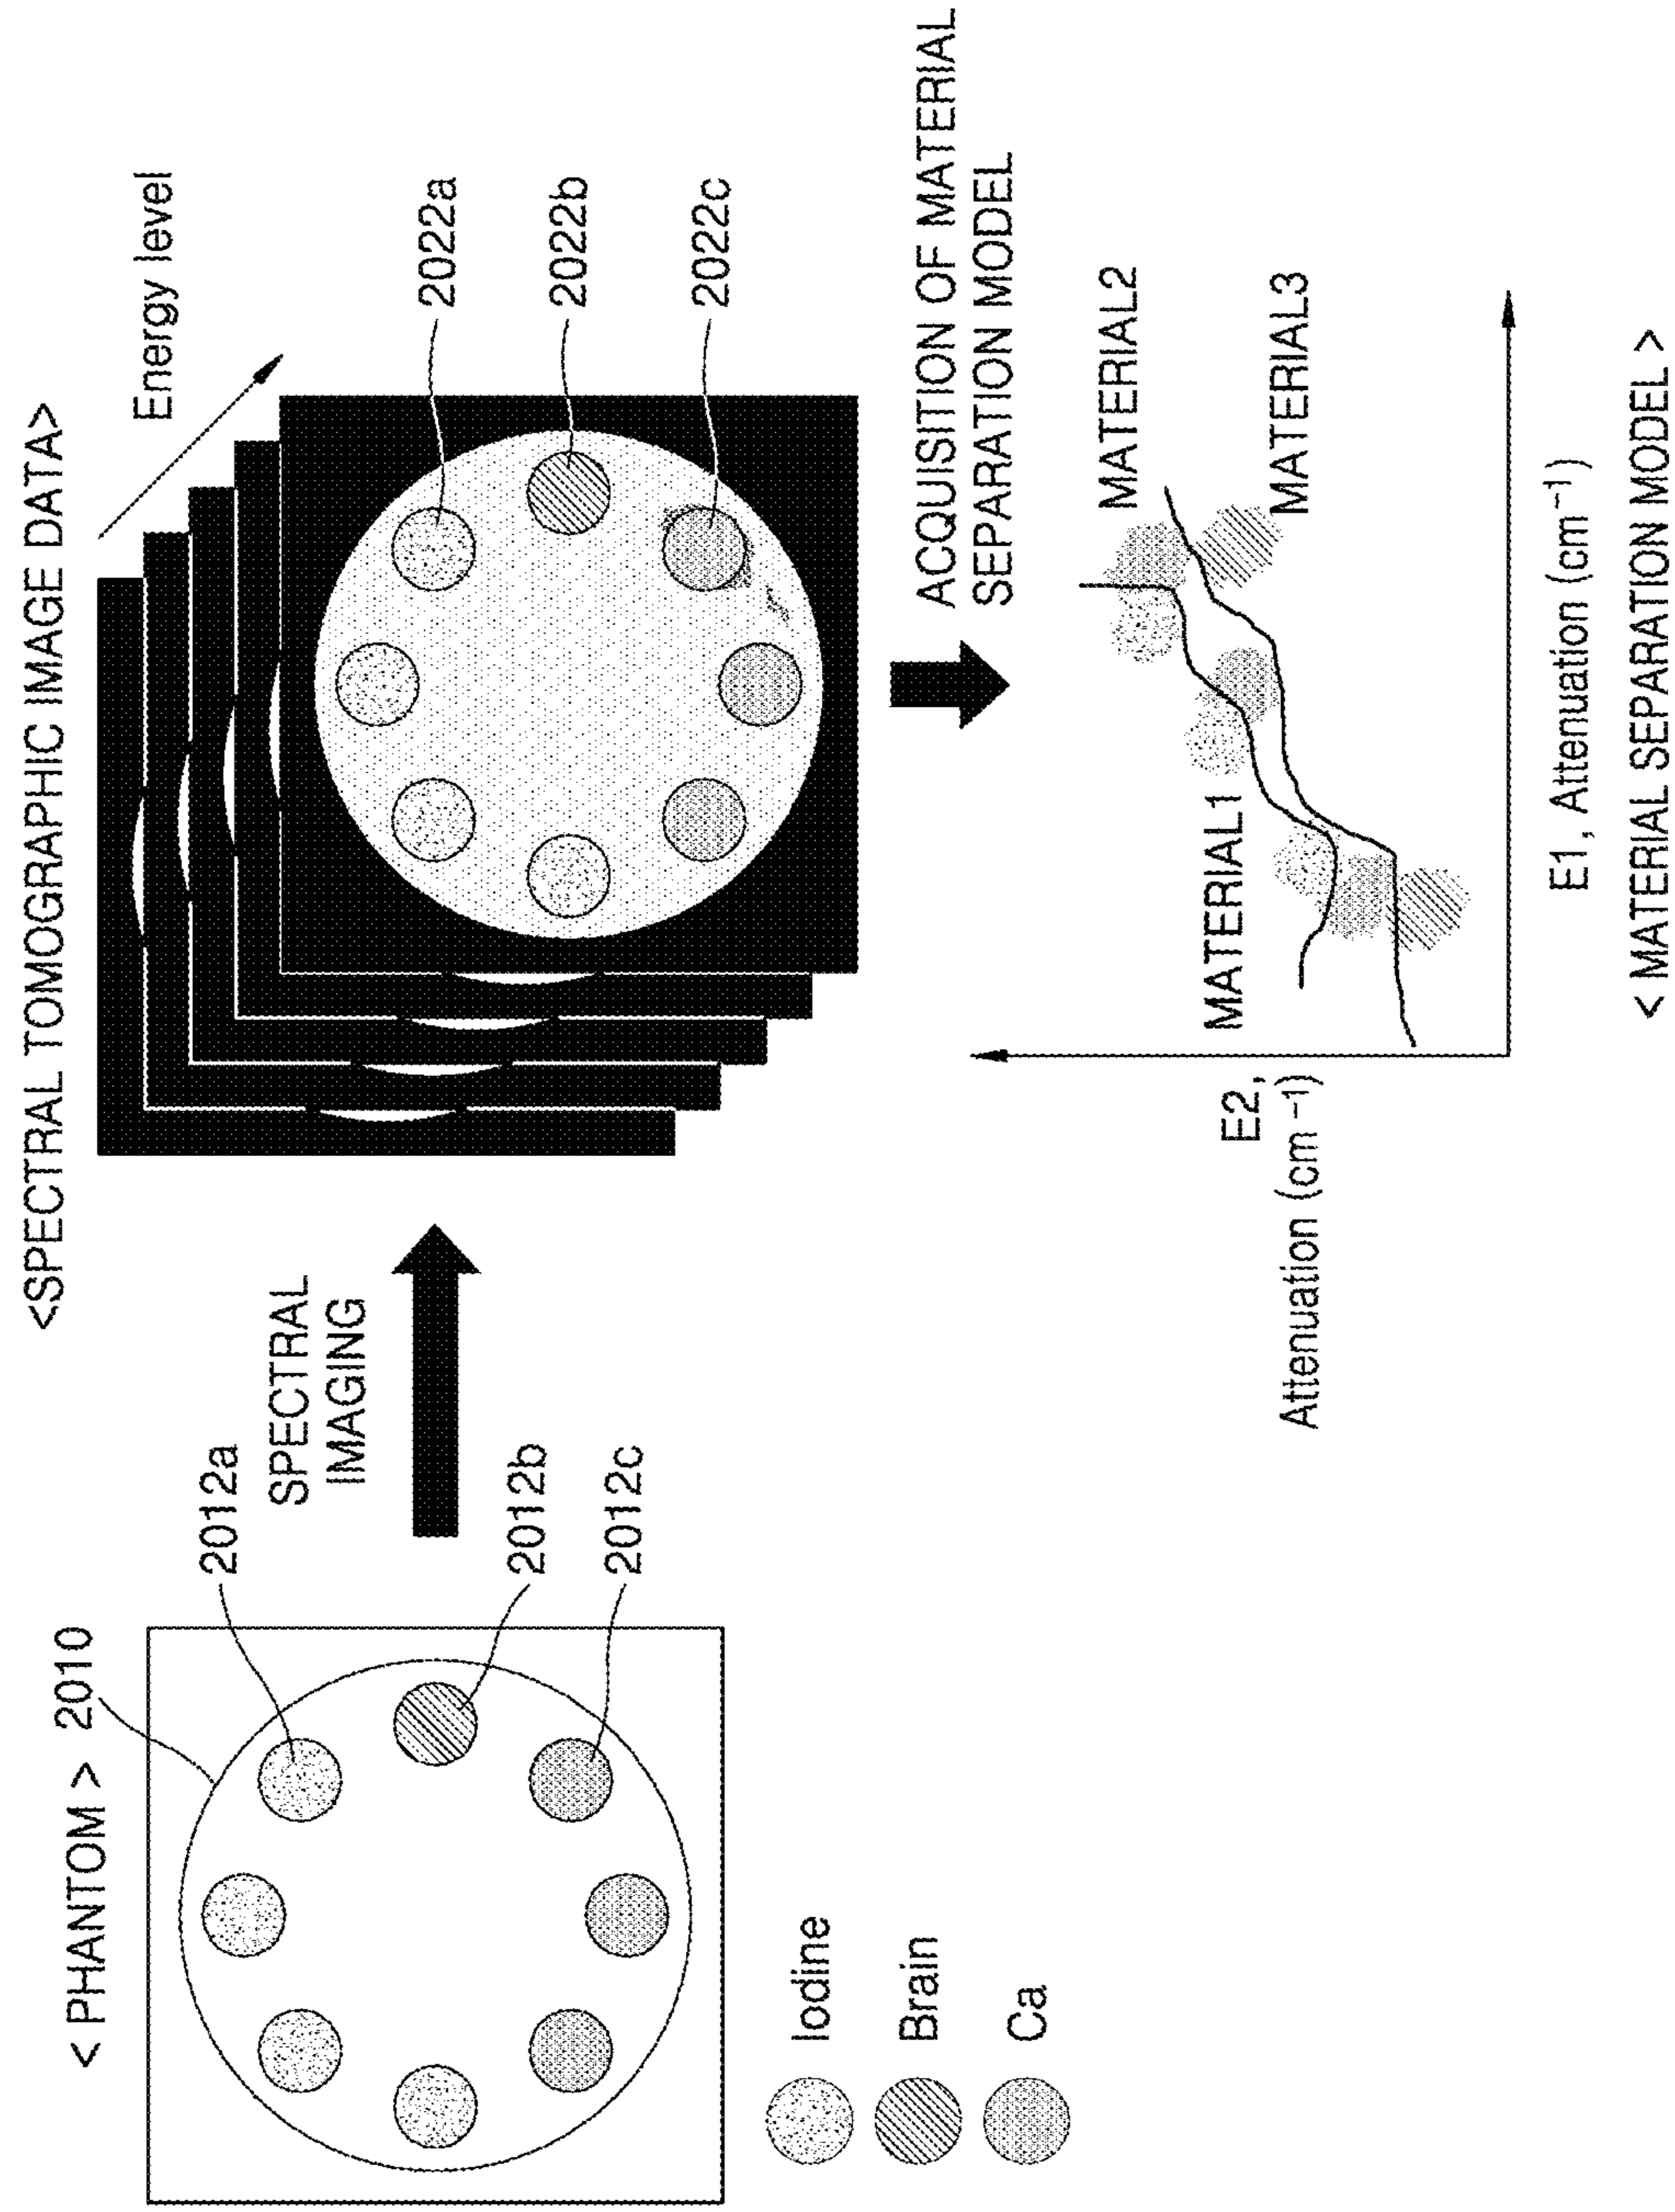 < PHANTOM >
2010
2012a
2012b
2012c
Iodine
Brain
Ca
SPECTRAL
IMAGING
<SPECTRAL TOMOGRAPHIC IMAGE DATA>
Energy level
2022a
2022b
2022c
ACQUISITION OF MATERIAL
SEPARATION MODEL
E2,
Attenuation (cm⁻¹)
MATERIAL1
MATERIAL2
MATERIAL3
E1, Attenuation (cm⁻¹)
< MATERIAL SEPARATION MODEL >